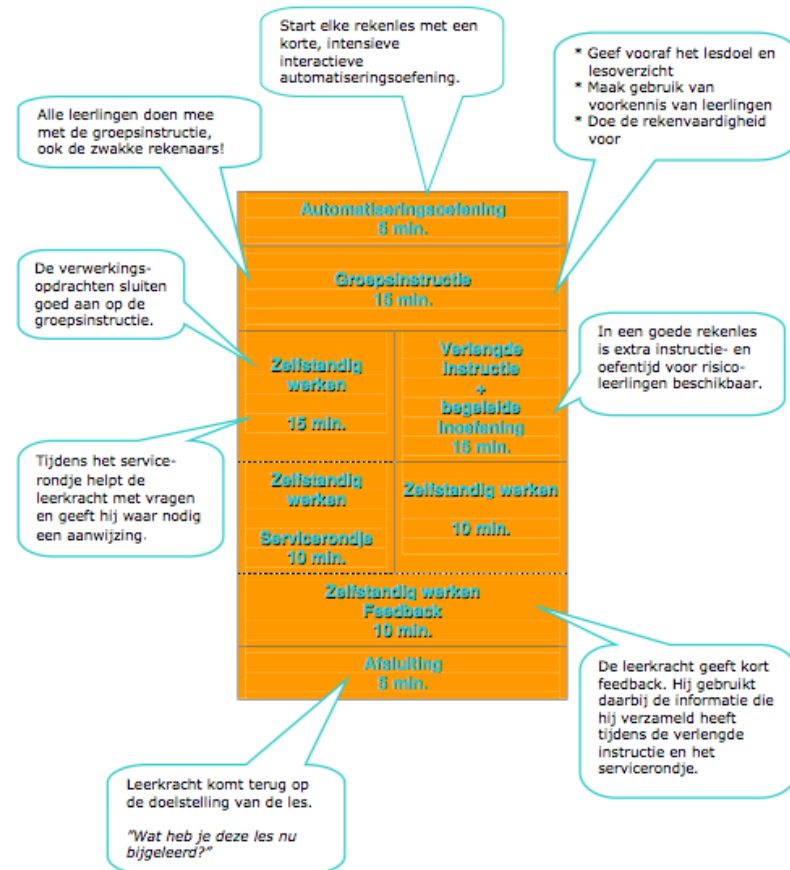 Start elke rekenles met een
korte, intensieve
interactieve
automatiseringsoefening.
* Geef vooraf het lesdoel en
lesoverzicht
* Maak gebruik van
voorkennis van leerlingen
* Doe de rekenvaardigheid
voor
Alle leerlingen doen mee
met de groepsinstructie,
ook de zwakke rekenaars!
Automatiseringsoefening
5 min.
Groepsinstructie
15 min.
De verwerkings-
opdrachten sluiten
goed aan op de
groepsinstructie.
Zelfstandig
werken
15 min.
Verlengde
instructie
+
begeleide
inoefening
15 min.
In een goede rekenles
is extra instructie- en
oefentijd voor risico-
leerlingen beschikbaar.
Tijdens het service-
rondje helpt de
leerkracht met vragen
en geeft hij waar nodig
een aanwijzing.
Zelfstandig
werken
Servicerondje
10 min.
Zelfstandig werken
10 min.
Zelfstandig werken
Feedback
10 min.
Afsluiting
5 min.
De leerkracht geeft kort
feedback. Hij gebruikt
daarbij de informatie die
hij verzameld heeft
tijdens de verlengde
instructie en het
servicerondje.
Leerkracht komt terug op
de doelstelling van de les.
"Wat heb je deze les nu
bijgeleerd?"